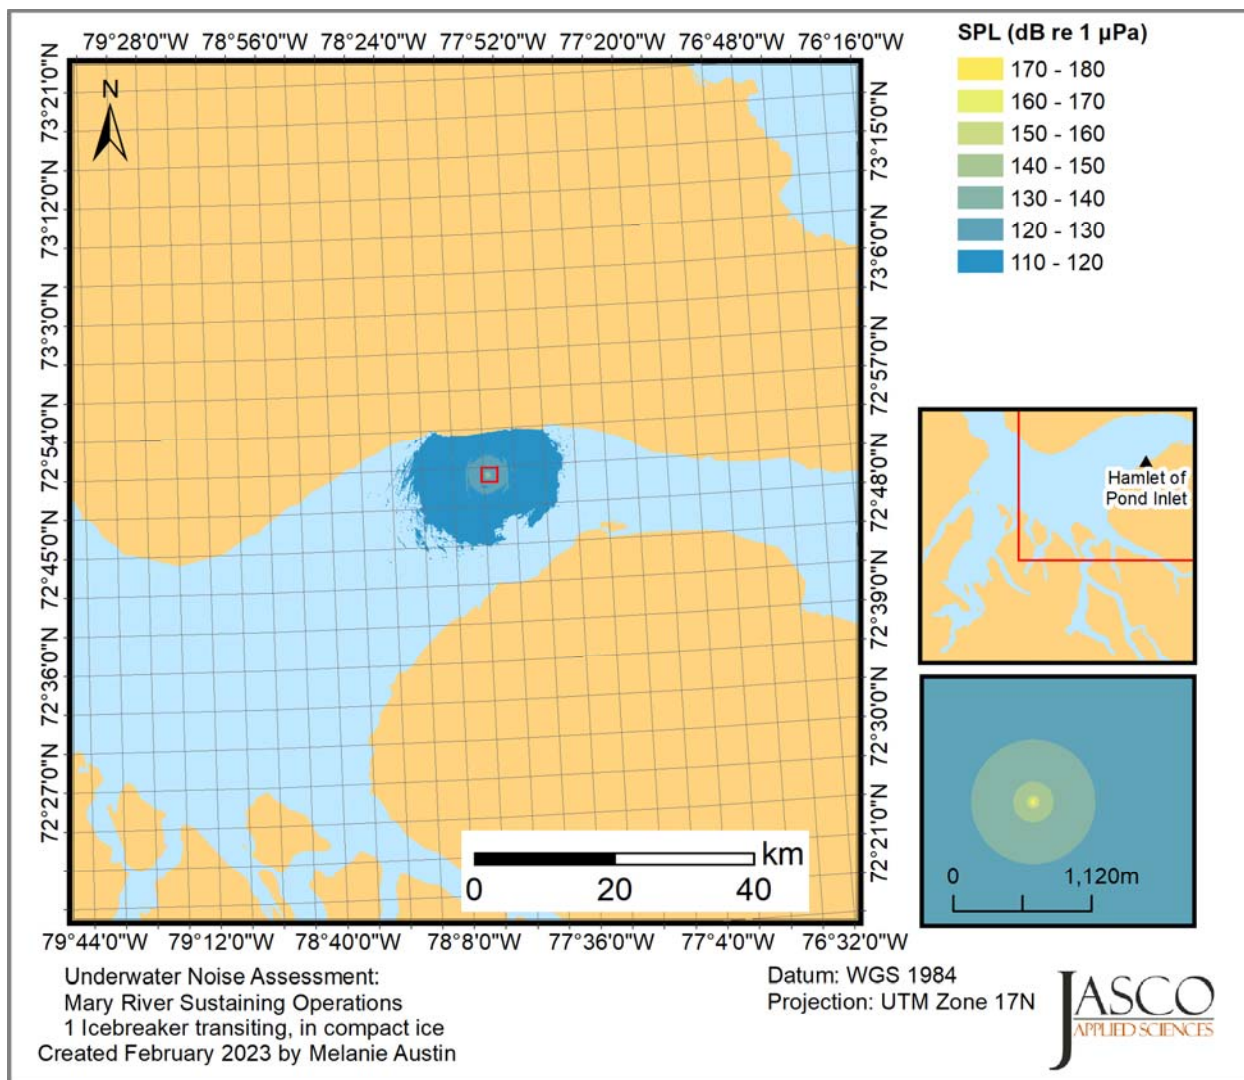 79°28'0"W 78°56'0"W 78°24'0"W 77°52'0"W 77°20'0"W 76°48'0"W 76°16'0"W
SPL (dB re 1 µPa)
170 - 180
160 - 170
150 - 160
140 - 150
130 - 140
120 - 130
110 - 120
N
73°21'0"N
73°12'0"N
73°3'0"N
72°54'0"N
72°45'0"N
72°36'0"N
72°27'0"N
73°15'0"N
73°6'0"N
72°57'0"N
72°48'0"N
72°39'0"N
72°30'0"N
72°21'0"N
Hamlet of
Pond Inlet
km
0 20 40
0 1,120m
79°44'0"W 79°12'0"W 78°40'0"W 78°8'0"W 77°36'0"W 77°4'0"W 76°32'0"W
Underwater Noise Assessment:
Mary River Sustaining Operations
1 Icebreaker transiting, in compact ice
Created February 2023 by Melanie Austin
Datum: WGS 1984
Projection: UTM Zone 17N
JASCO
APPLIED SCIENCES